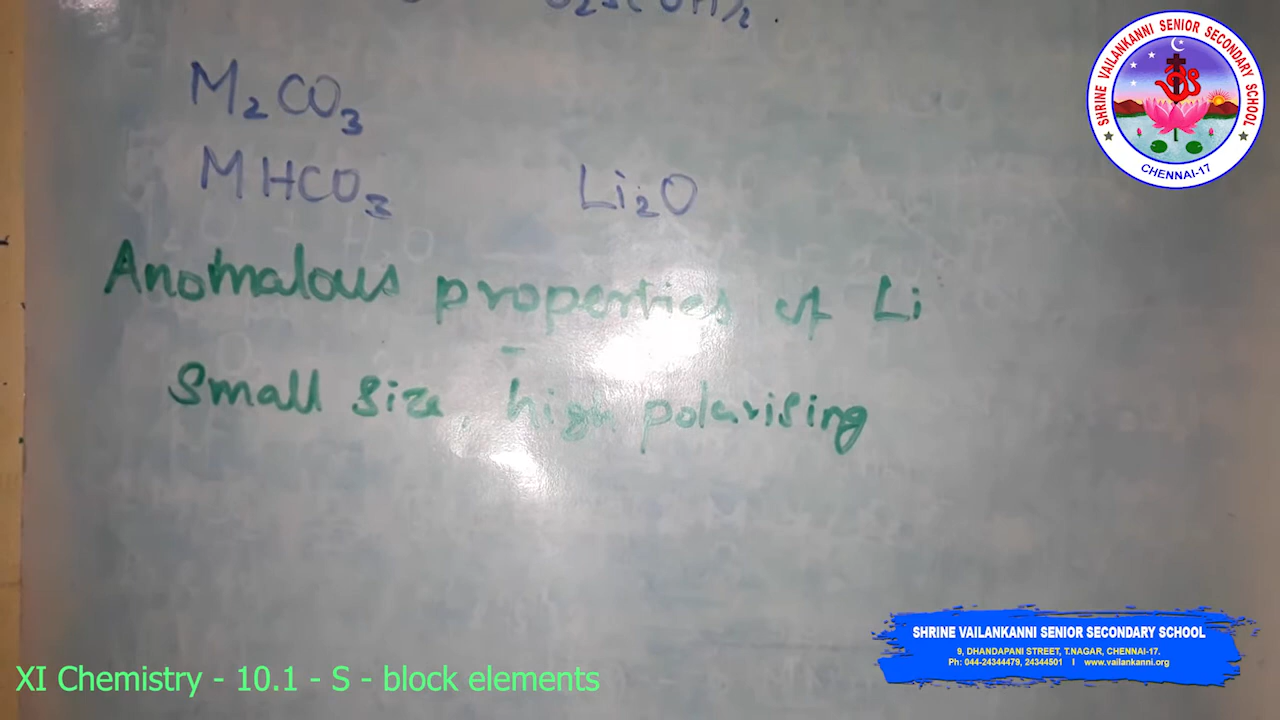 M₂CO₃
MHCO₃
Li₂O
Anomalous properties of Li
Small size, high polarising
SHRINE VAILANKANNI SENIOR SECONDARY SCHOOL
CHENNAI-17
SHRINE VAILANKANNI SENIOR SECONDARY SCHOOL
9, DHANDAPANI STREET, T.NAGAR, CHENNAI-17.
Ph: 044-24344479, 24344501 I www.vailankanni.org
XI Chemistry - 10.1 - S - block elements